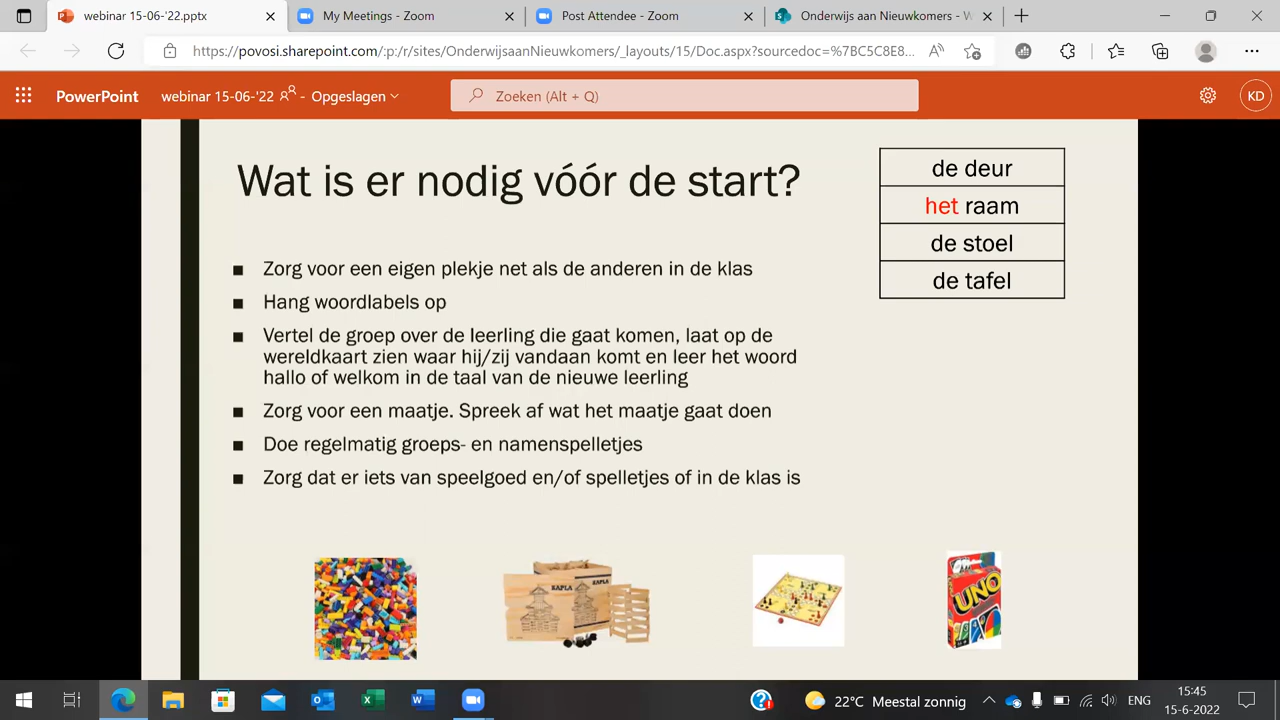 webinar 15-06-'22.pptx
My Meetings - Zoom
Post Attendee - Zoom
Onderwijs aan Nieuwkomers - W
https://povosi.sharepoint.com/:p:/r/sites/OnderwijsaanNieuwkomers/_layouts/15/Doc.aspx?sourcedoc=%7BC5C8E8...
PowerPoint
webinar 15-06-'22 - Opgeslagen
Zoeken (Alt + Q)
KD
Wat is er nodig vóór de start?
de deur
het raam
de stoel
de tafel
■ Zorg voor een eigen plekje net als de anderen in de klas
■ Hang woordlabels op
■ Vertel de groep over de leerling die gaat komen, laat op de
wereldkaart zien waar hij/zij vandaan komt en leer het woord
hallo of welkom in de taal van de nieuwe leerling
■ Zorg voor een maatje. Spreek af wat het maatje gaat doen
■ Doe regelmatig groeps- en namenspelletjes
■ Zorg dat er iets van speelgoed en/of spelletjes of in de klas is
KAPLA
KAPLA
UNO
22°C Meestal zonnig
ENG
15:45
15-6-2022